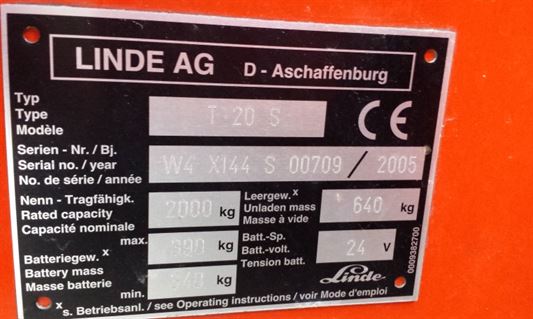 LINDE AG D - Aschaffenburg
Typ
Type
Modèle
T 20 S
CE
Serien - Nr. / Bj.
Serial no. / year
No. de série / année
W4 X144 S 00709 / 2005
Nenn - Tragfähigk.
Rated capacity
Capacité nominale
2000 kg
Leergew. x
Unladen mass
Masse à vide
640 kg
Batteriegew. x
Battery mass
Masse batterie
max.
kg
min.
kg
Batt.-Sp.
Batt.-volt.
Tension batt.
24 V
Linde
0009382700
x s. Betriebsanl. / see Operating instructions / voir Mode d'emploi